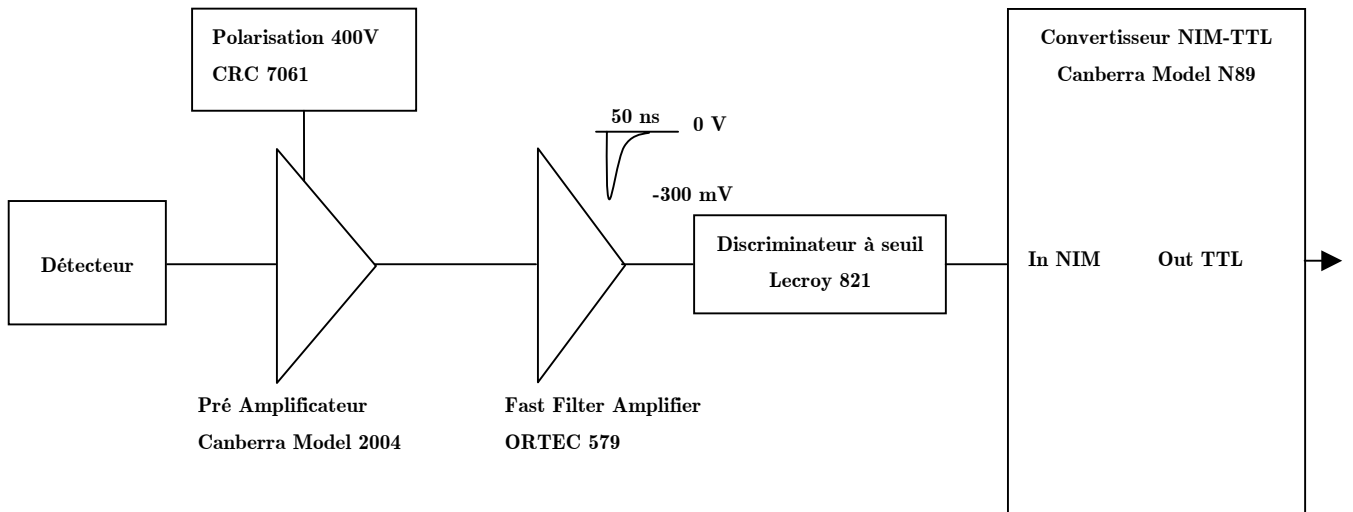 Polarisation 400V
CRC 7061
Convertisseur NIM-TTL
Canberra Model N89
50 ns
0 V
-300 mV
Détecteur
Discriminateur à seuil
Lecroy 821
In NIM
Out TTL
Pré Amplificateur
Canberra Model 2004
Fast Filter Amplifier
ORTEC 579